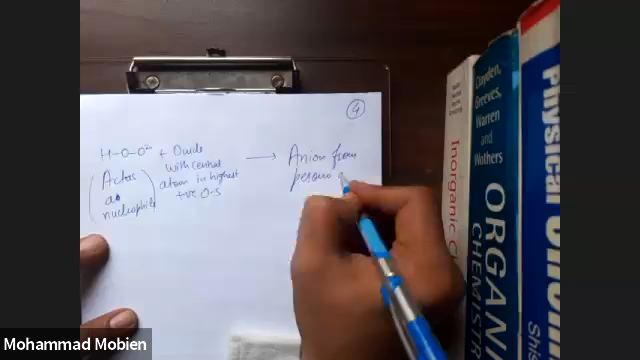 4
H-O-O²⁻ + Oxide → Anion from
with central peroxo
(Acts atom in highest
as +ve O.S
nucleophile)
Clayden,
Greeves,
Warren
and
Wothers
ORGANIC
CHEMISTRY
Inorganic C
Physical
Mohammad Mobien